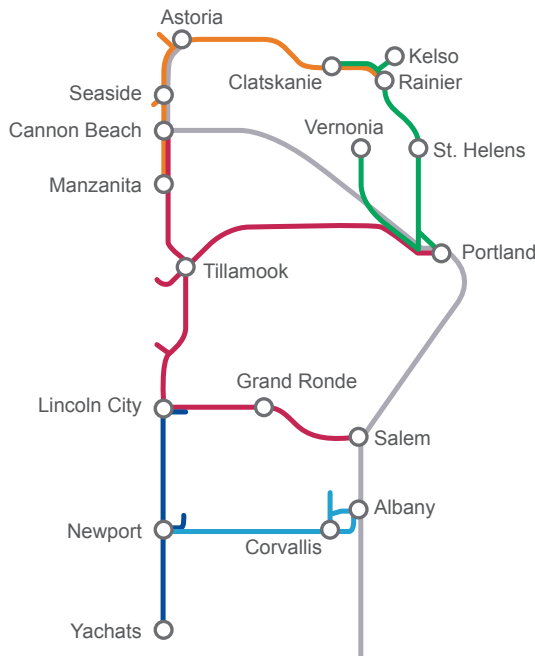 Astoria
Kelso
Clatskanie
Rainier
Seaside
Vernonia
Cannon Beach
St. Helens
Manzanita
Portland
Tillamook
Grand Ronde
Lincoln City
Salem
Albany
Newport
Corvallis
Yachats